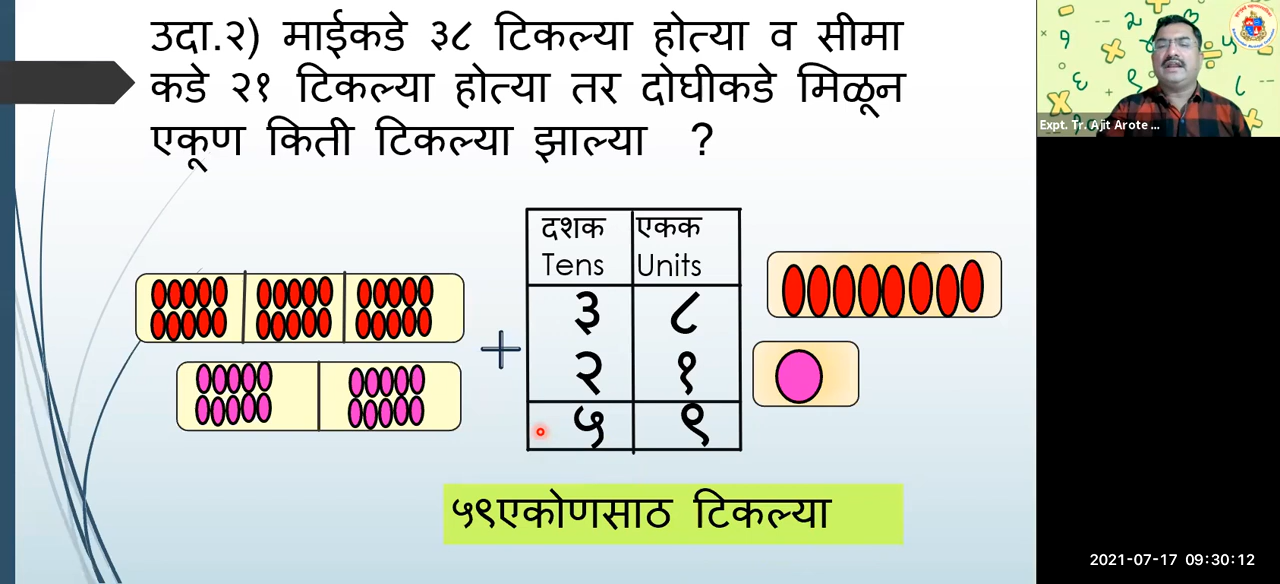 उदा.२) माईकडे ३८ टिकल्या होत्या व सीमा
कडे २१ टिकल्या होत्या तर दोघीकडे मिळून
एकूण किती टिकल्या झाल्या ?
दशक एकक
Tens Units
३ ८
+ २ १
५ ९
५९एकोणसाठ टिकल्या
Expt. Tr. Ajit Arote ...
2021-07-17 09:30:12